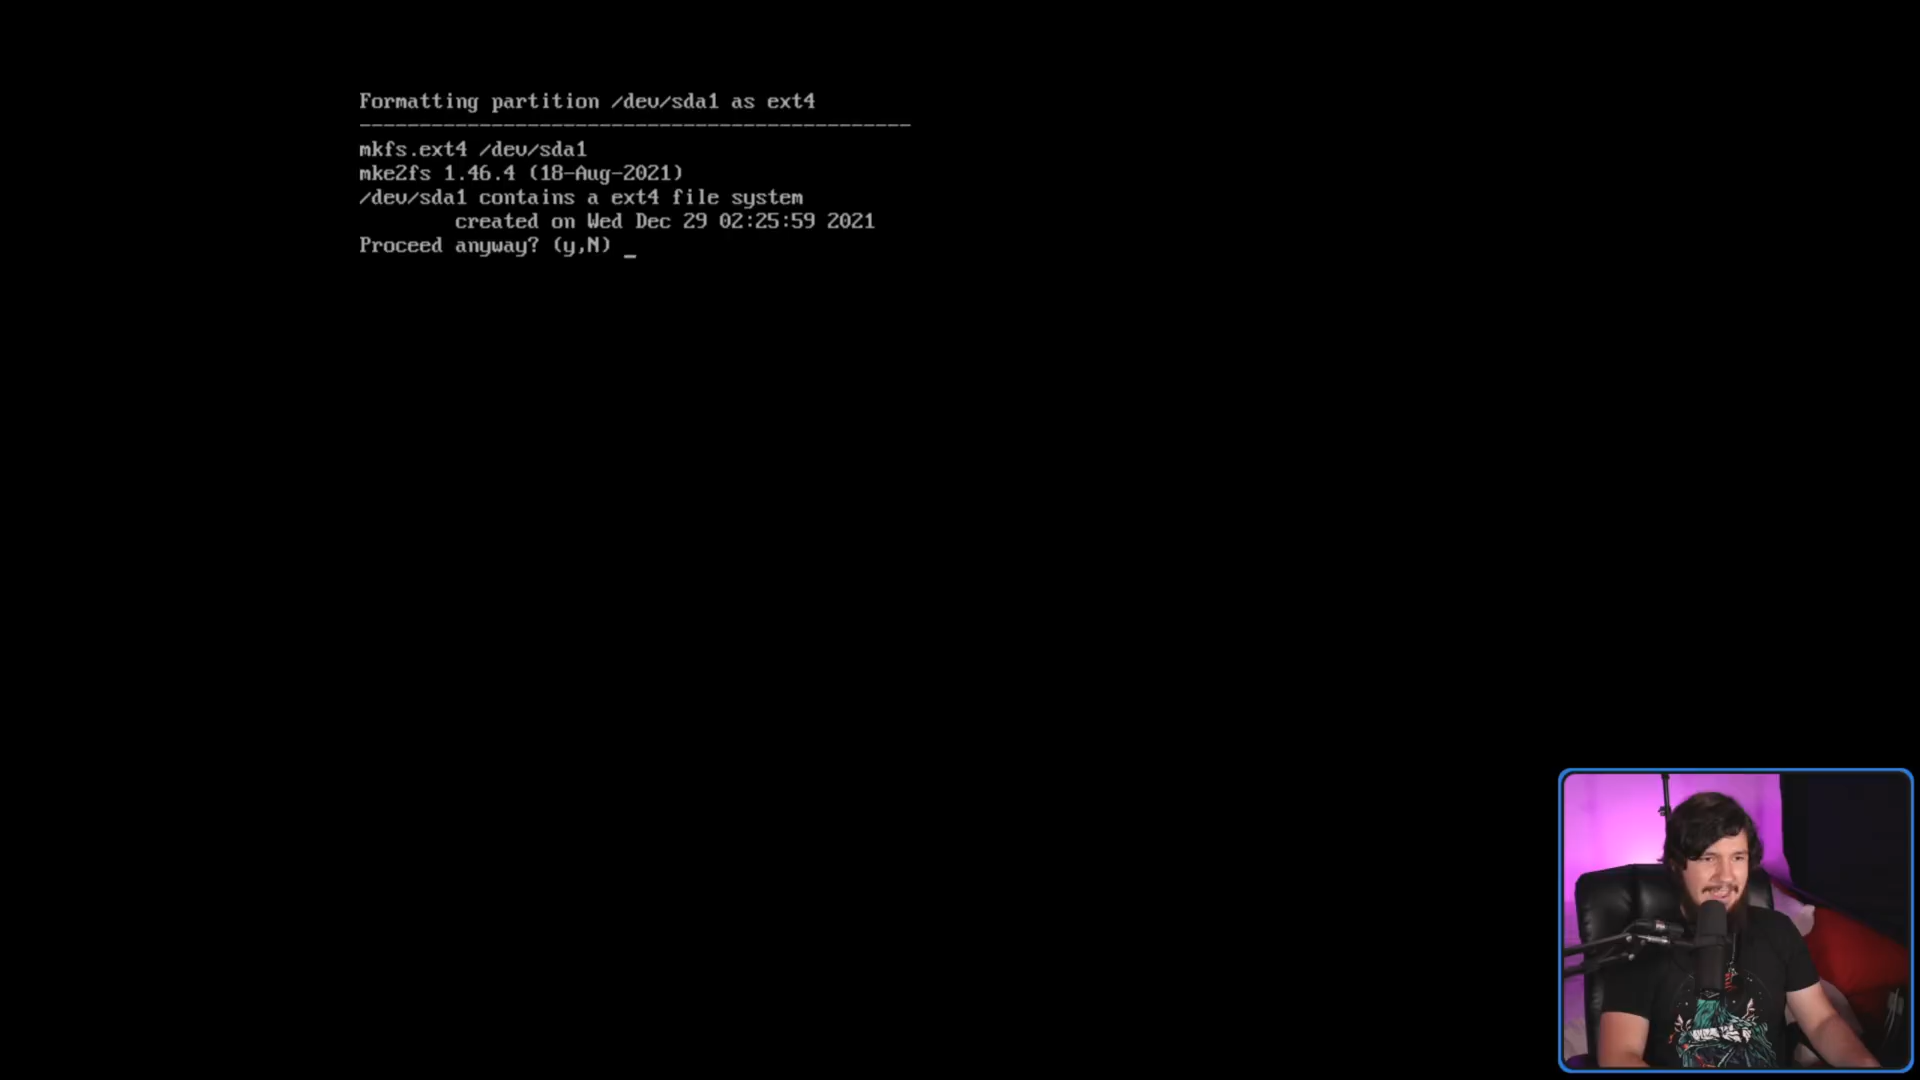 Formatting partition /dev/sda1 as ext4
----------------------------------------------
mkfs.ext4 /dev/sda1
mke2fs 1.46.4 (18-Aug-2021)
/dev/sda1 contains a ext4 file system
created on Wed Dec 29 02:25:59 2021
Proceed anyway? (y,N) _